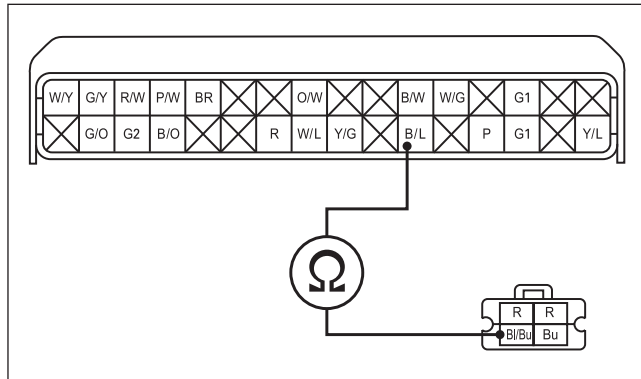 W/Y G/Y R/W P/W BR O/W B/W W/G G1
G/O G2 B/O R W/L Y/G B/L P G1 Y/L
Ω
R R
Bl/Bu Bu